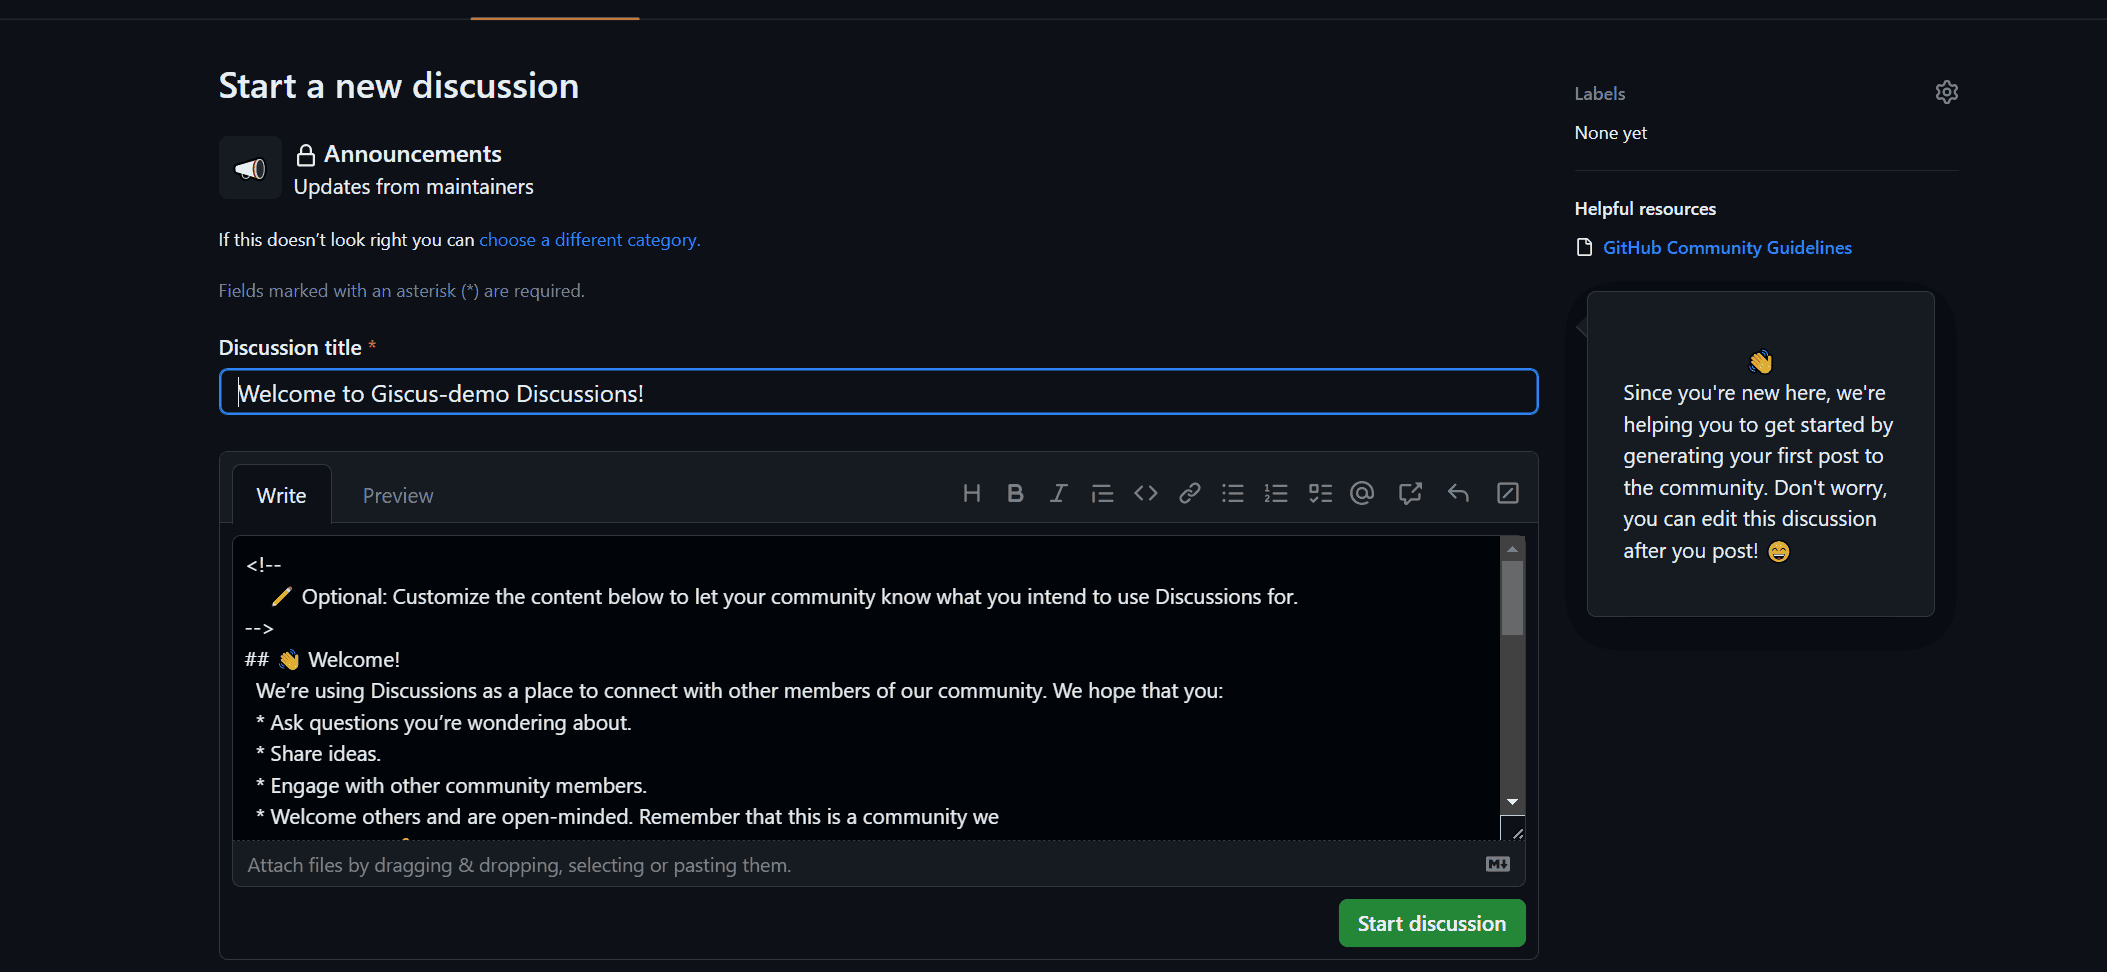 Start a new discussion
Announcements
Updates from maintainers
If this doesn’t look right you can choose a different category.
Fields marked with an asterisk (*) are required.
Discussion title *
Welcome to Giscus-demo Discussions!
Write
Preview
<!--
✏️ Optional: Customize the content below to let your community know what you intend to use Discussions for.
-->
## 👋 Welcome!
We’re using Discussions as a place to connect with other members of our community. We hope that you:
* Ask questions you’re wondering about.
* Share ideas.
* Engage with other community members.
* Welcome others and are open-minded. Remember that this is a community we
Attach files by dragging & dropping, selecting or pasting them.
Start discussion
Labels
None yet
Helpful resources
GitHub Community Guidelines
👋
Since you're new here, we're
helping you to get started by
generating your first post to
the community. Don't worry,
you can edit this discussion
after you post! 😄